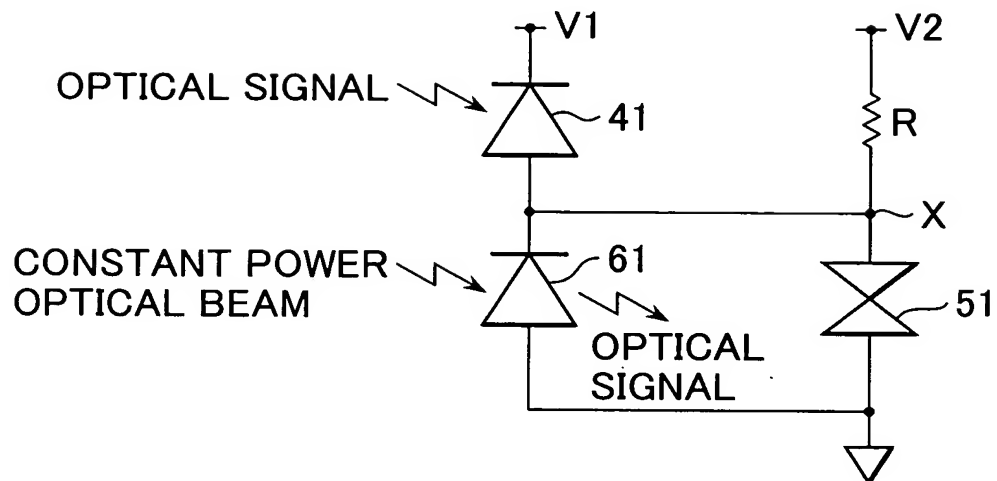 V1
V2
OPTICAL SIGNAL
41
R
X
CONSTANT POWER
OPTICAL BEAM
61
51
OPTICAL
SIGNAL